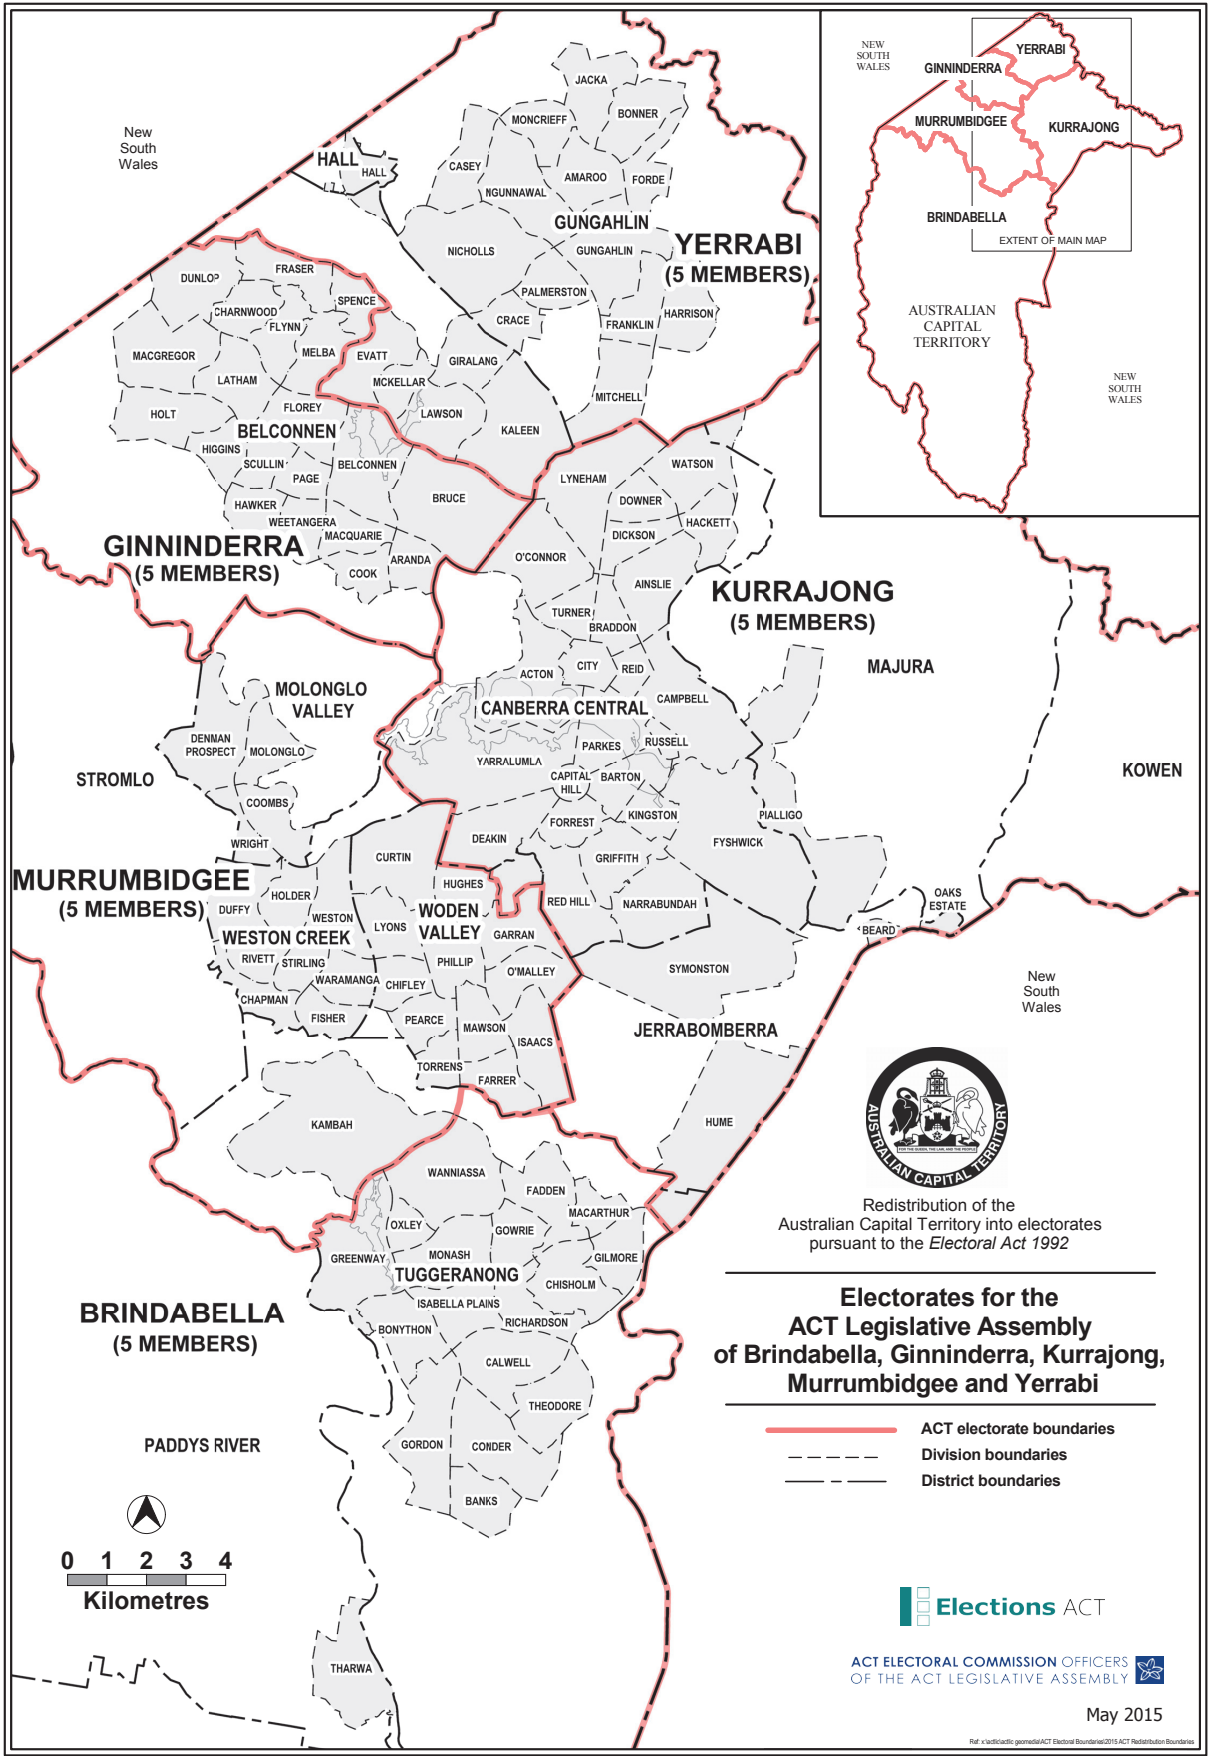 NEW
SOUTH
WALES
YERRABI
GINNINDERRA
MURRUMBIDGEE
KURRAJONG
BRINDABELLA
EXTENT OF MAIN MAP
AUSTRALIAN
CAPITAL
TERRITORY
NEW
SOUTH
WALES
New
South
Wales
JACKA
BONNER
MONCRIEFF
HALL
HALL
CASEY
AMAROO
FORDE
NGUNNAWAL
GUNGAHLIN
NICHOLLS
GUNGAHLIN
YERRABI
(5 MEMBERS)
DUNLOP
FRASER
SPENCE
PALMERSTON
CHARNWOOD
FLYNN
CRACE
FRANKLIN
HARRISON
MACGREGOR
MELBA
EVATT
GIRALANG
LATHAM
MCKELLAR
MITCHELL
HOLT
FLOREY
LAWSON
BELCONNEN
KALEEN
HIGGINS
SCULLIN
BELCONNEN
PAGE
LYNEHAM
WATSON
HAWKER
BRUCE
DOWNER
WEETANGERA
HACKETT
MACQUARIE
DICKSON
GINNINDERRA
(5 MEMBERS)
ARANDA
COOK
O'CONNOR
AINSLIE
KURRAJONG
(5 MEMBERS)
TURNER
BRADDON
CITY
REID
ACTON
MAJURA
MOLONGLO
VALLEY
CANBERRA CENTRAL
CAMPBELL
DENMAN
PROSPECT
MOLONGLO
PARKES
RUSSELL
YARRALUMLA
STROMLO
CAPITAL
HILL
BARTON
KOWEN
COOMBS
FORREST
KINGSTON
PIALLIGO
WRIGHT
DEAKIN
FYSHWICK
CURTIN
GRIFFITH
MURRUMBIDGEE
(5 MEMBERS)
HUGHES
HOLDER
DUFFY
WESTON
LYONS
WODEN
VALLEY
RED HILL
NARRABUNDAH
OAKS
ESTATE
BEARD
GARRAN
WESTON CREEK
RIVETT
STIRLING
PHILLIP
O'MALLEY
SYMONSTON
WARAMANGA
CHIFLEY
New
South
Wales
CHAPMAN
FISHER
PEARCE
MAWSON
ISAACS
JERRABOMBERRA
TORRENS
FARRER
KAMBAH
HUME
WANNIASSA
FADDEN
MACARTHUR
OXLEY
GOWRIE
GREENWAY
MONASH
GILMORE
TUGGERANONG
CHISHOLM
BRINDABELLA
(5 MEMBERS)
ISABELLA PLAINS
RICHARDSON
BONYTHON
CALWELL
THEODORE
PADDYS RIVER
GORDON
CONDER
BANKS
THARWA
0 1 2 3 4
Kilometres
AUSTRALIAN CAPITAL TERRITORY
FOR THE QUEEN, THE LAW, AND THE PEOPLE
Redistribution of the
Australian Capital Territory into electorates
pursuant to the Electoral Act 1992
Electorates for the
ACT Legislative Assembly
of Brindabella, Ginninderra, Kurrajong,
Murrumbidgee and Yerrabi
ACT electorate boundaries
Division boundaries
District boundaries
Elections ACT
ACT ELECTORAL COMMISSION OFFICERS
OF THE ACT LEGISLATIVE ASSEMBLY
May 2015